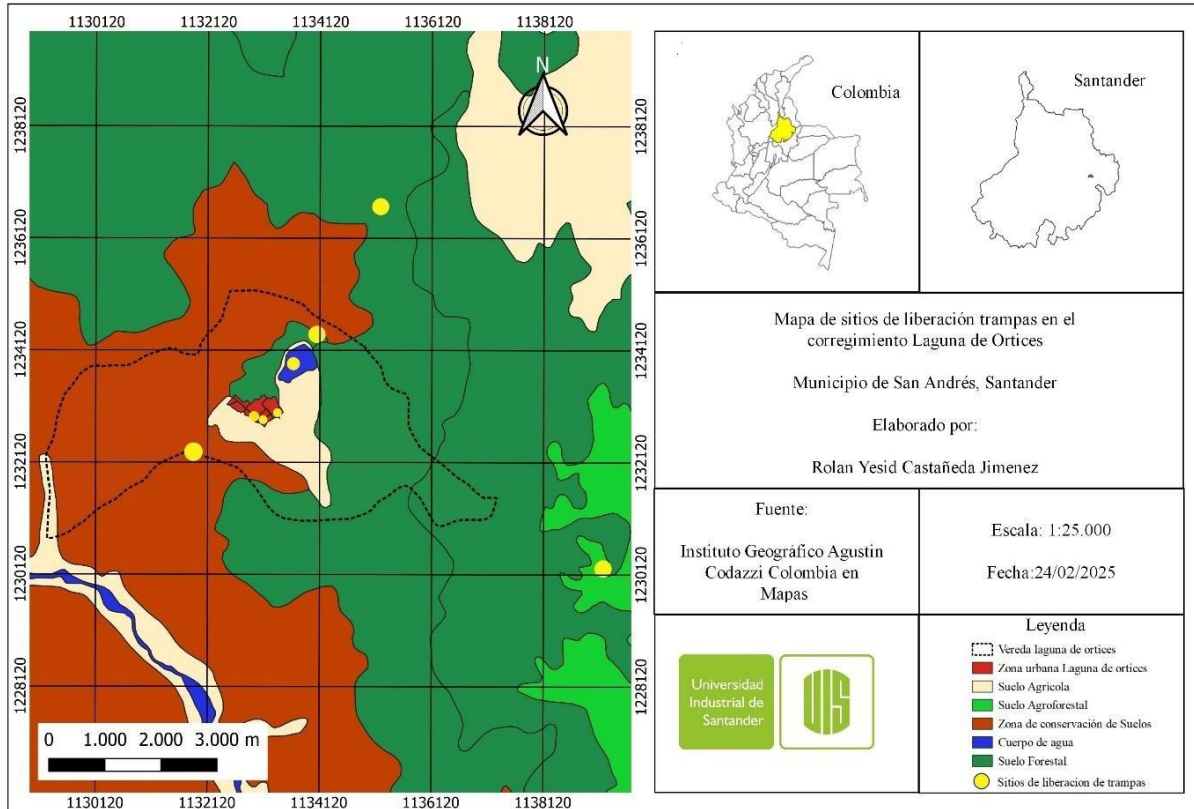 1130120 1132120 1134120 1136120 1138120
N
1238120
1238120
1236120
1236120
1234120
1234120
1232120
1232120
1230120
1230120
1228120
1228120
0 1.000 2.000 3.000 m
1130120 1132120 1134120 1136120 1138120
Colombia
Santander
Mapa de sitios de liberación trampas en el
corregimiento Laguna de Ortices
Municipio de San Andrés, Santander
Elaborado por:
Rolan Yesid Castañeda Jimenez
Fuente:
Instituto Geográfico Agustin
Codazzi Colombia en
Mapas
Escala: 1:25.000
Fecha:24/02/2025
Universidad
Industrial de
Santander
UIS
Leyenda
Vereda laguna de ortices
Zona urbana Laguna de ortices
Suelo Agricola
Suelo Agroforestal
Zona de conservación de Suelos
Cuerpo de agua
Suelo Forestal
Sitios de liberacion de trampas